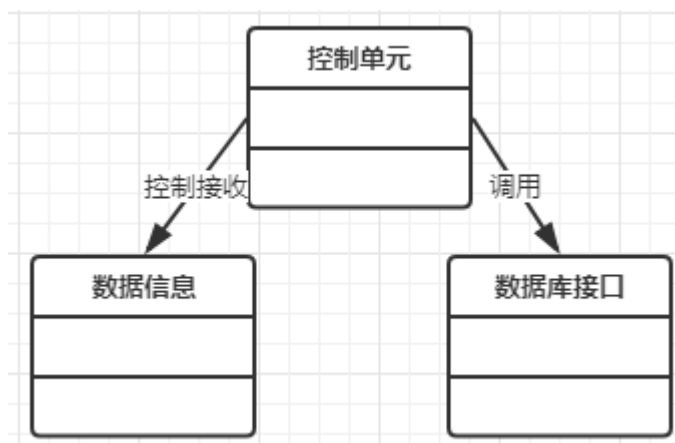 控制单元
控制接收
调用
数据信息
数据库接口